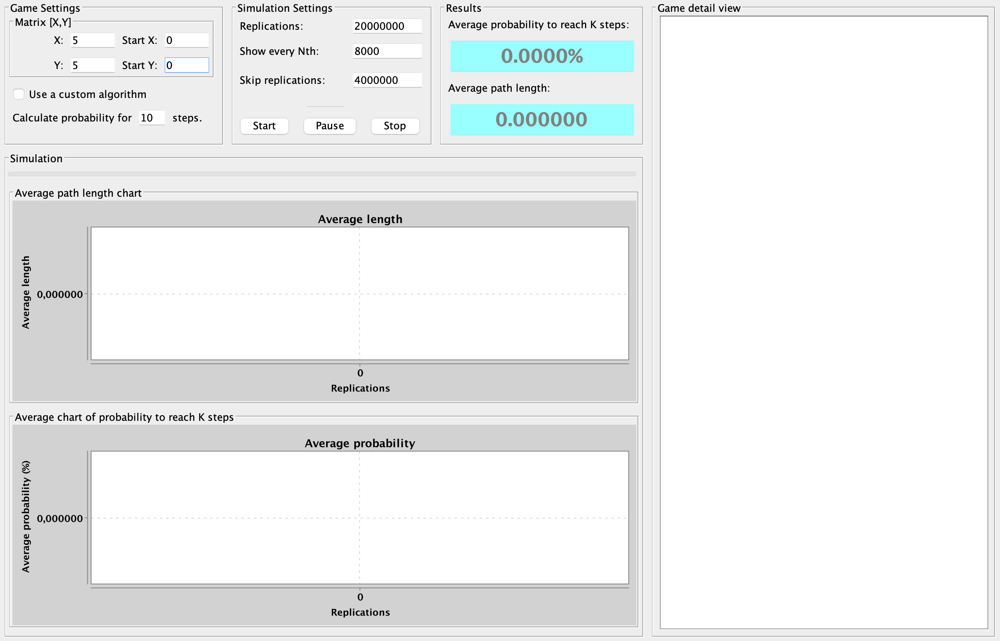 Game Settings
Matrix [X,Y]
X: 5 Start X: 0
Y: 5 Start Y: 0
Use a custom algorithm
Calculate probability for 10 steps.
Simulation Settings
Replications: 20000000
Show every Nth: 8000
Skip replications: 4000000
Start Pause Stop
Results
Average probability to reach K steps:
0.0000%
Average path length:
0.000000
Game detail view
Simulation
Average path length chart
Average length
Average length
0,000000
0
Replications
Average chart of probability to reach K steps
Average probability
Average probability (%)
0,000000
0
Replications